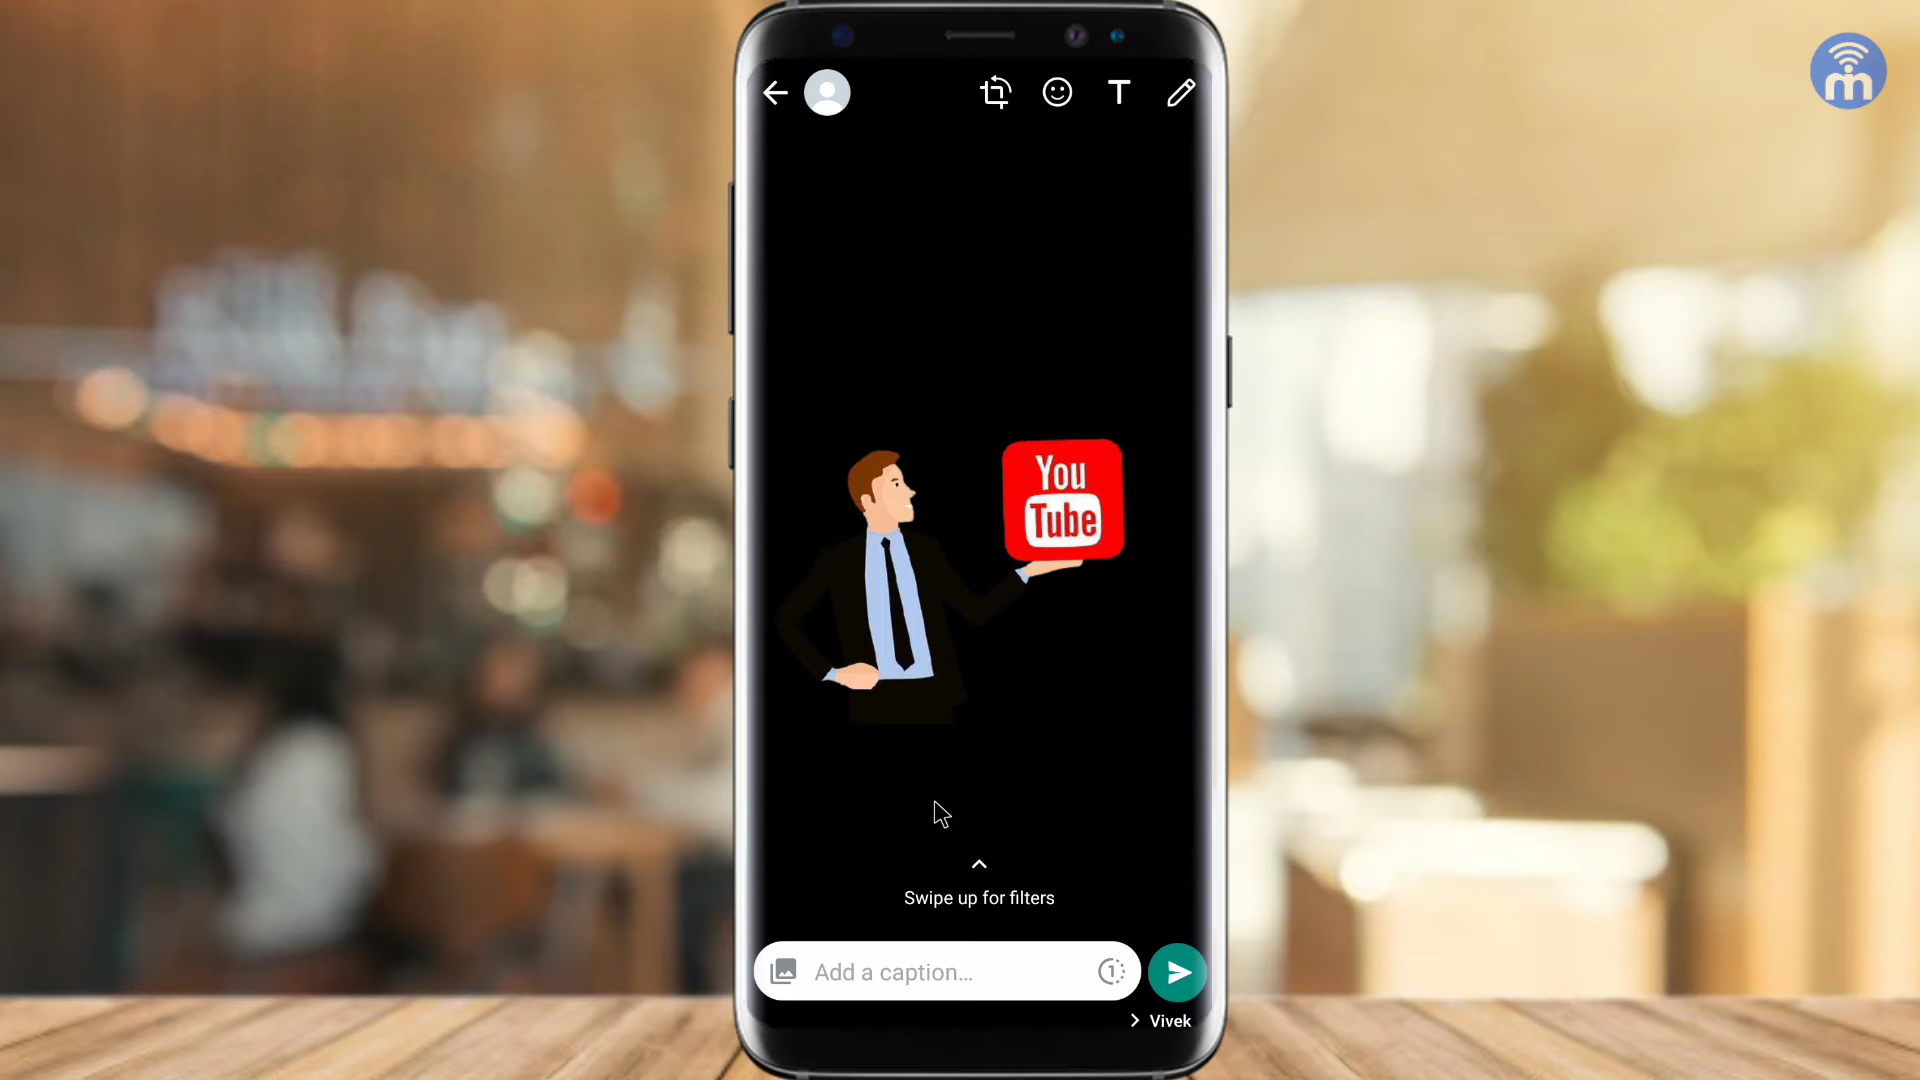 T
You
Tube
Swipe up for filters
Add a caption...
1
Vivek
m